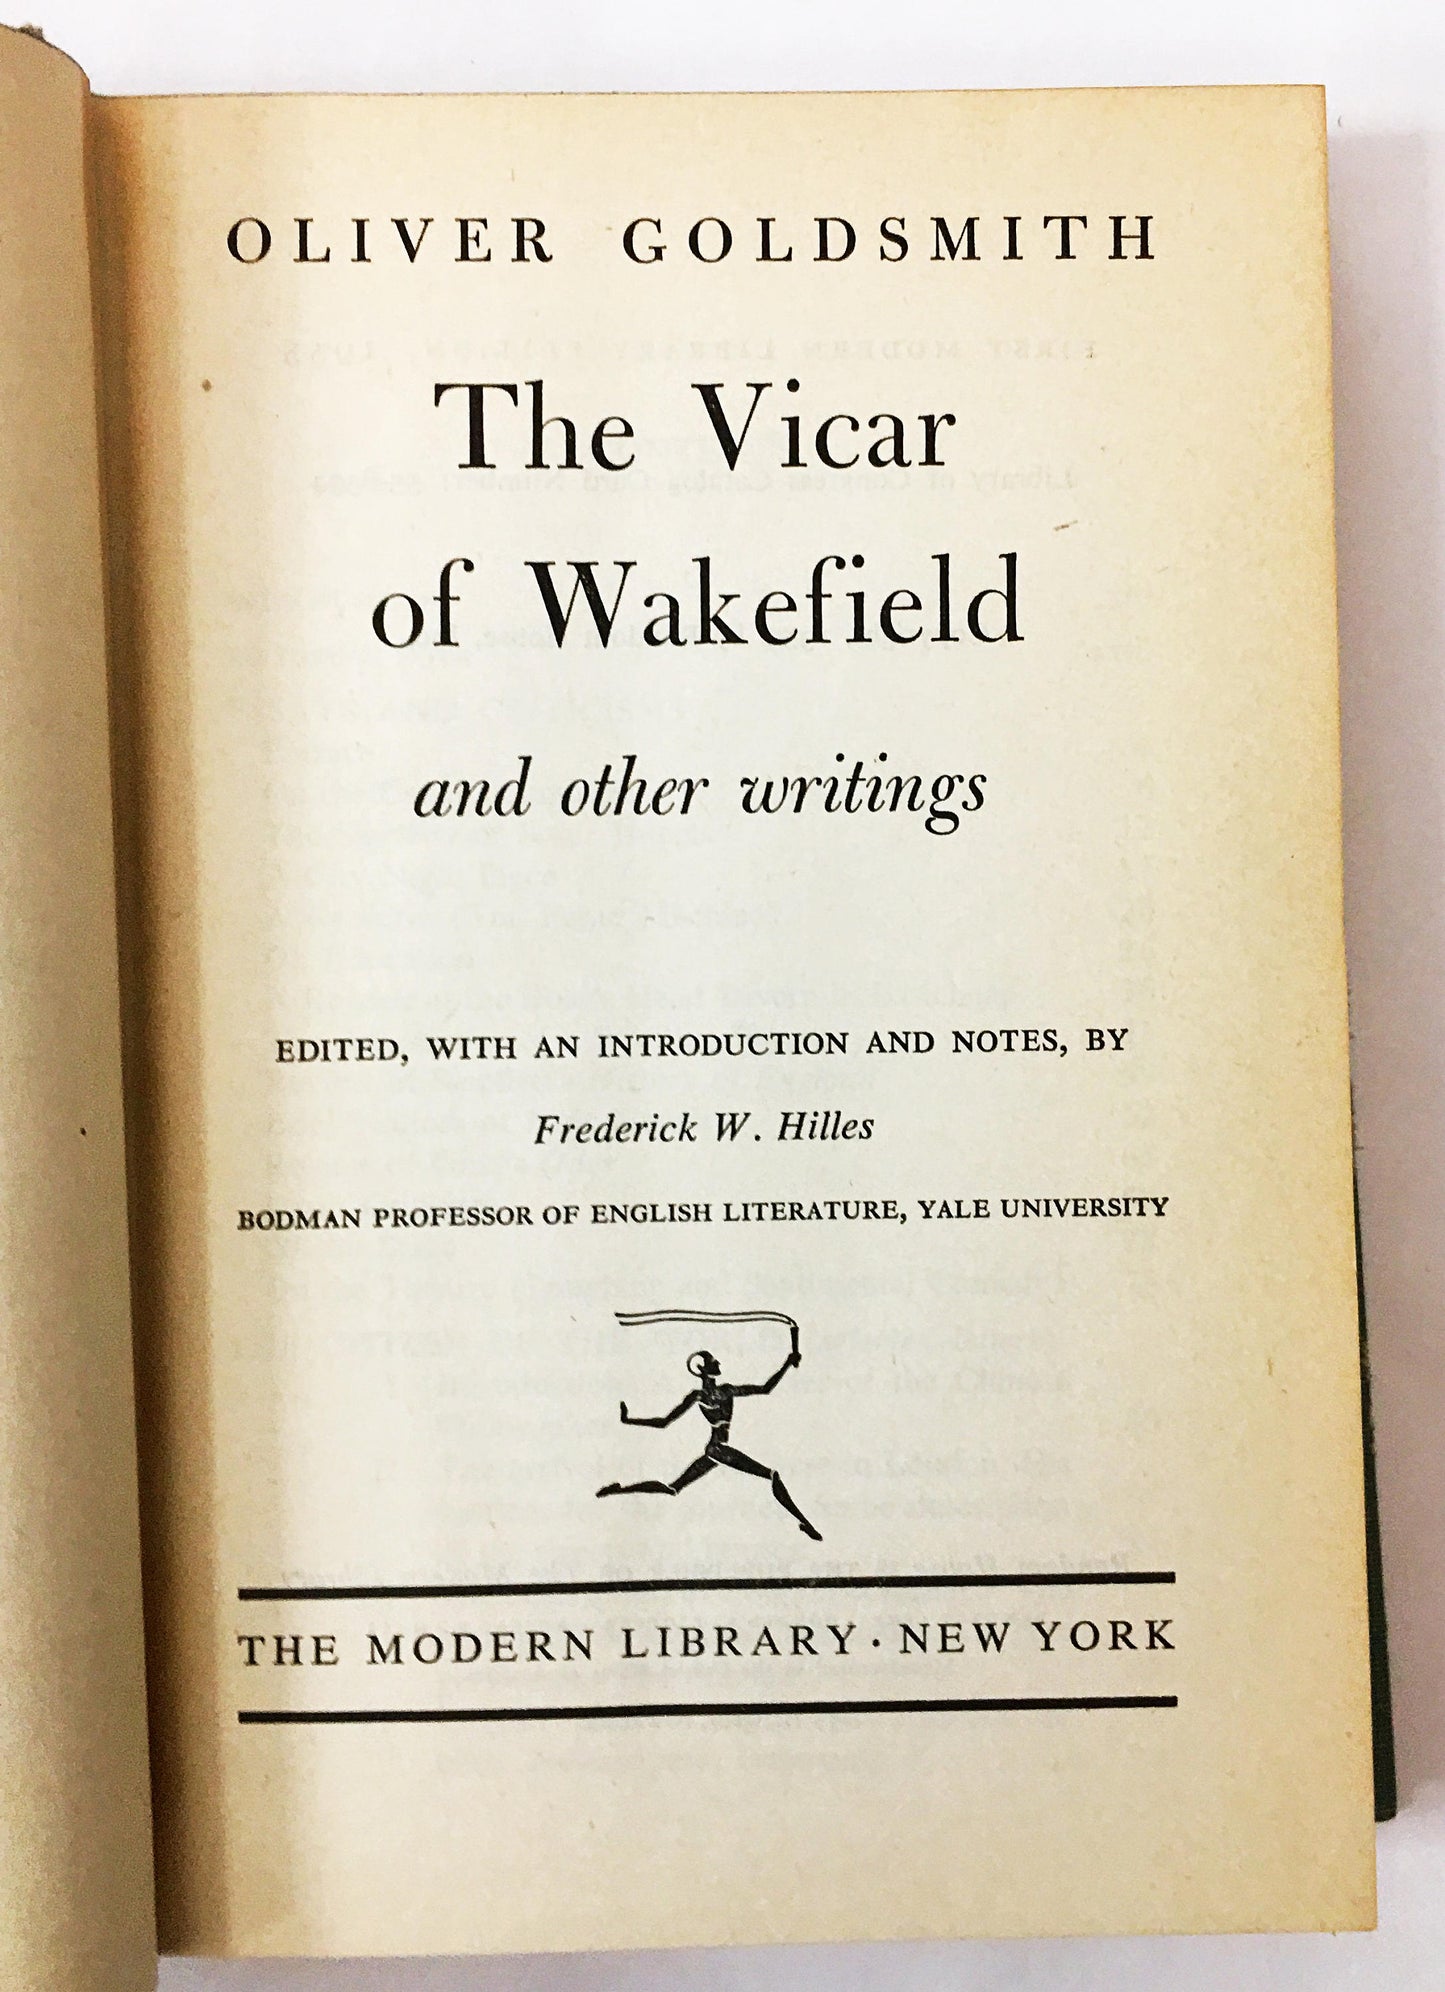 OLIVER GOLDSMITH
The Vicar
of Wakefield
and other writings
EDITED, WITH AN INTRODUCTION AND NOTES, BY
Frederick W. Hilles
BODMAN PROFESSOR OF ENGLISH LITERATURE, YALE UNIVERSITY
THE MODERN LIBRARY · NEW YORK